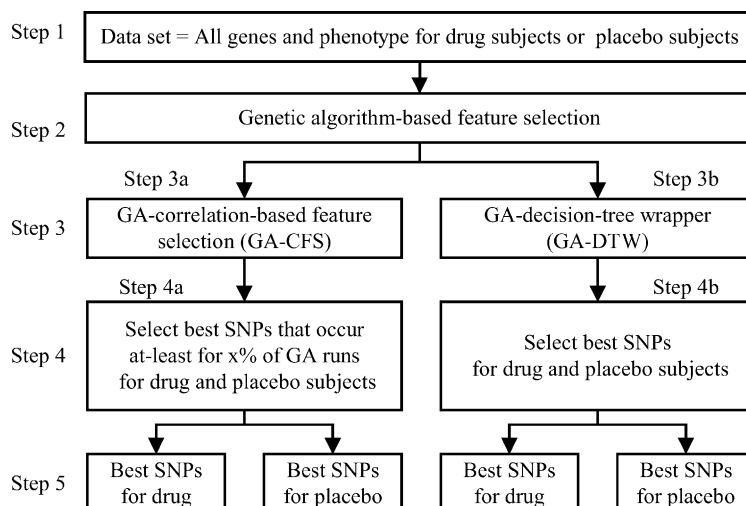 Step 1
Data set = All genes and phenotype for drug subjects or placebo subjects
Step 2
Genetic algorithm-based feature selection
Step 3a
Step 3b
Step 3
GA-correlation-based feature
selection (GA-CFS)
GA-decision-tree wrapper
(GA-DTW)
Step 4a
Step 4b
Step 4
Select best SNPs that occur
at-least for x% of GA runs
for drug and placebo subjects
Select best SNPs
for drug and placebo subjects
Step 5
Best SNPs
for drug
Best SNPs
for placebo
Best SNPs
for drug
Best SNPs
for placebo